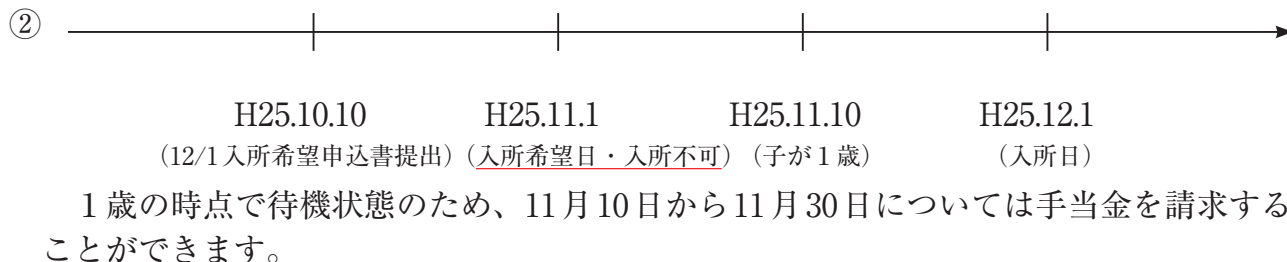 ②
H25.10.10 H25.11.1 H25.11.10 H25.12.1
（12/1入所希望申込書提出）（入所希望日・入所不可）（子が１歳）（入所日）
１歳の時点で待機状態のため、11月10日から11月30日については手当金を請求する
ことができます。